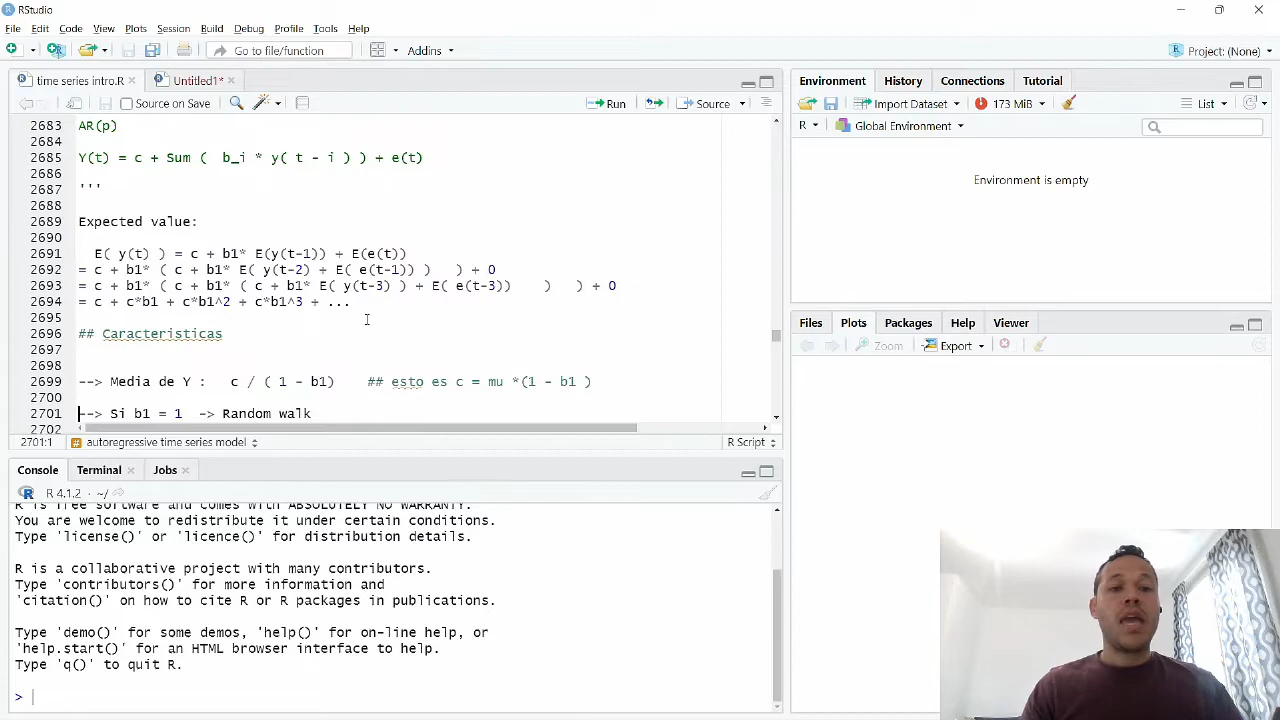 RStudio
File Edit Code View Plots Session Build Debug Profile Tools Help
Go to file/function Addins Project: (None)
time series intro.R Untitled1*
Source on Save Run Source
2683 AR(p)
2684
2685 Y(t) = c + Sum ( b_i * y( t - i ) ) + e(t)
2686
2687 '''
2688
2689 Expected value:
2690
2691 E( y(t) ) = c + b1* E(y(t-1)) + E(e(t))
2692 = c + b1* ( c + b1* E( y(t-2) + E( e(t-1)) ) ) + 0
2693 = c + b1* ( c + b1* ( c + b1* E( y(t-3) ) + E( e(t-3)) ) ) + 0
2694 = c + c*b1 + c*b1^2 + c*b1^3 + ...
2695
2696 ## Caracteristicas
2697
2698
2699 --> Media de Y : c / ( 1 - b1) ## esto es c = mu *(1 - b1 )
2700
2701 --> Si b1 = 1 -> Random walk
2702
2701:1 autoregressive time series model R Script
Console Terminal Jobs
R 4.1.2 · ~/
R is free software and comes with ABSOLUTELY NO WARRANTY.
You are welcome to redistribute it under certain conditions.
Type 'license()' or 'licence()' for distribution details.
R is a collaborative project with many contributors.
Type 'contributors()' for more information and
'citation()' on how to cite R or R packages in publications.
Type 'demo()' for some demos, 'help()' for on-line help, or
'help.start()' for an HTML browser interface to help.
Type 'q()' to quit R.
>
Environment History Connections Tutorial
Import Dataset 173 MiB List
R Global Environment
Environment is empty
Files Plots Packages Help Viewer
Zoom Export